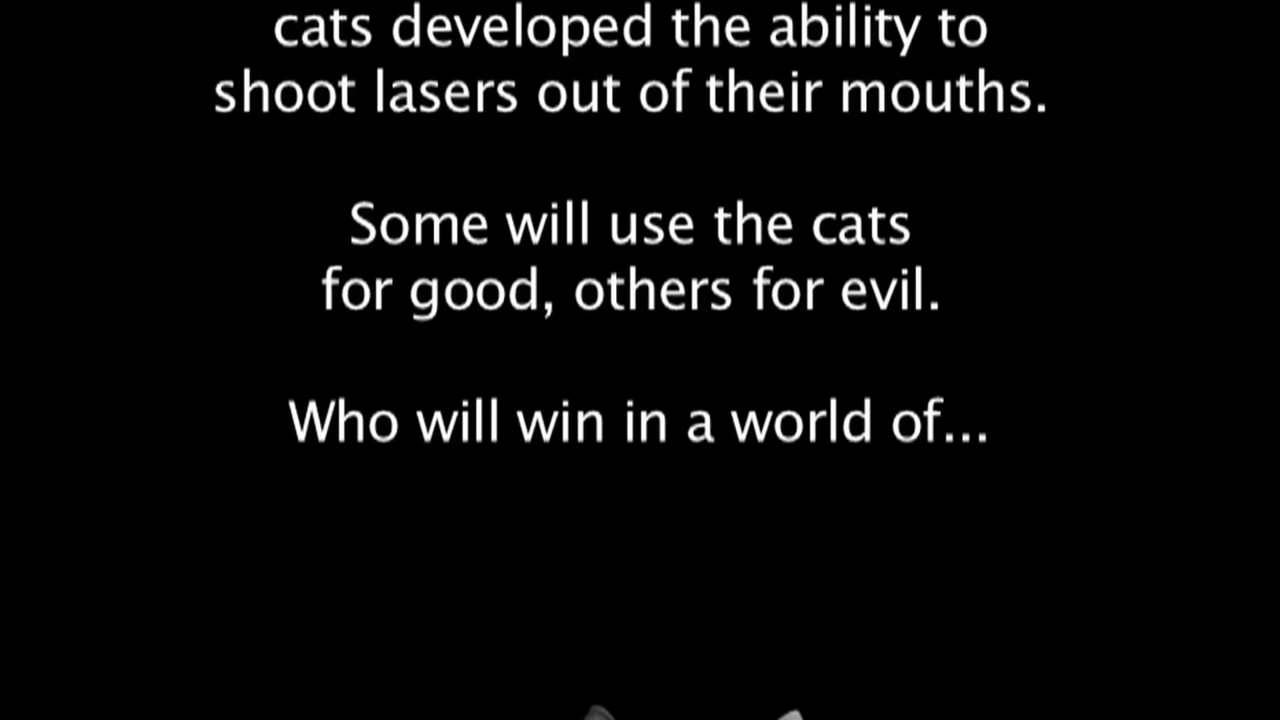 cats developed the ability to
shoot lasers out of their mouths.
Some will use the cats
for good, others for evil.
Who will win in a world of...